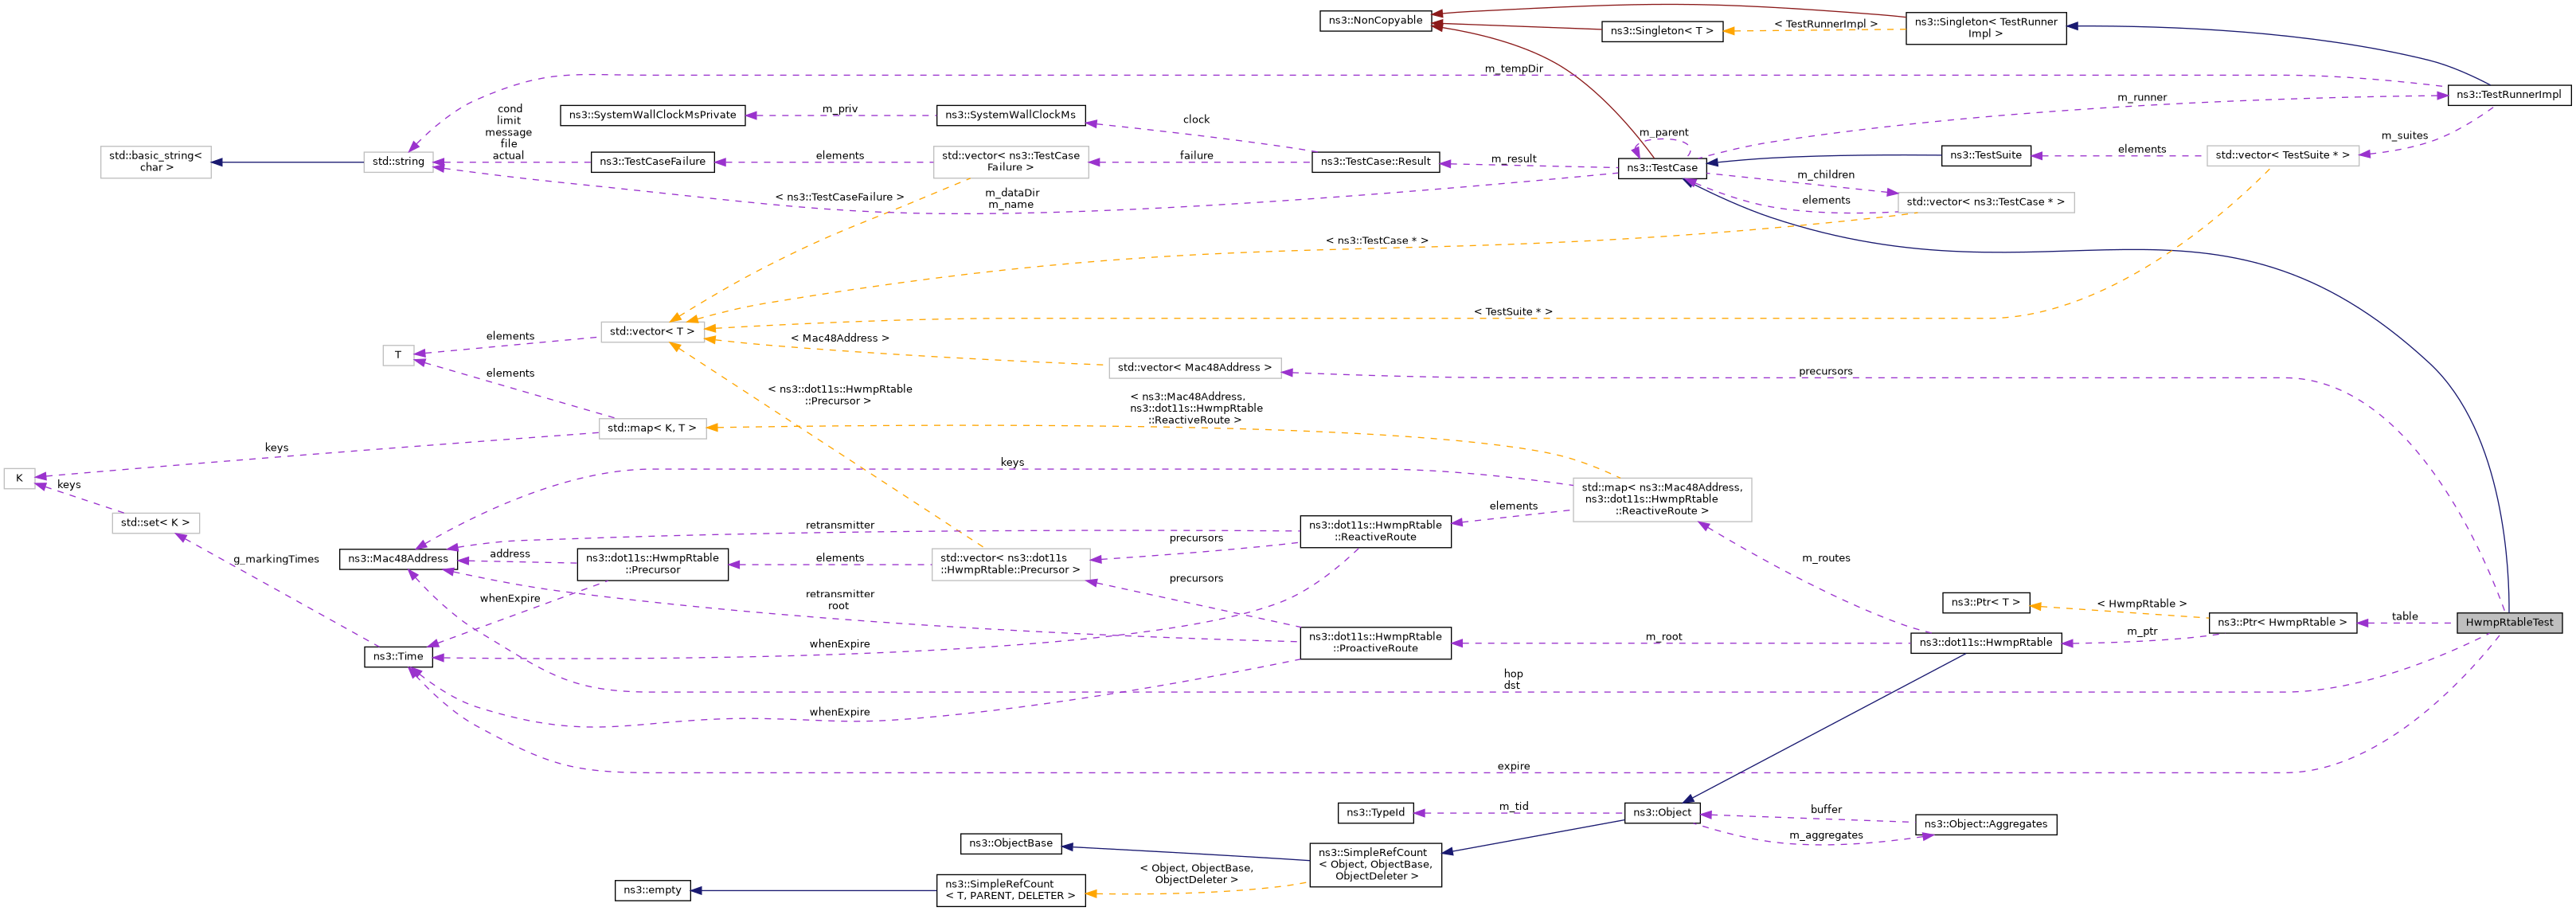 ns3::NonCopyable
ns3::Singleton< T >
< TestRunnerImpl >
ns3::Singleton< TestRunner
Impl >
m_tempDir
ns3::TestRunnerImpl
m_runner
m_suites
cond
limit
message
file
actual
ns3::SystemWallClockMsPrivate
m_priv
ns3::SystemWallClockMs
clock
m_parent
std::basic_string<
char >
std::string
ns3::TestCaseFailure
elements
std::vector< ns3::TestCase
Failure >
failure
ns3::TestCase::Result
m_result
ns3::TestCase
ns3::TestSuite
elements
std::vector< TestSuite * >
m_children
elements
std::vector< ns3::TestCase * >
< ns3::TestCaseFailure >
m_dataDir
m_name
< ns3::TestCase * >
< TestSuite * >
std::vector< T >
elements
T
< Mac48Address >
std::vector< Mac48Address >
precursors
elements
< ns3::dot11s::HwmpRtable
::Precursor >
< ns3::Mac48Address,
ns3::dot11s::HwmpRtable
::ReactiveRoute >
std::map< K, T >
keys
K
keys
keys
std::map< ns3::Mac48Address,
ns3::dot11s::HwmpRtable
::ReactiveRoute >
elements
std::set< K >
g_markingTimes
retransmitter
ns3::dot11s::HwmpRtable
::ReactiveRoute
precursors
ns3::Mac48Address
address
ns3::dot11s::HwmpRtable
::Precursor
elements
std::vector< ns3::dot11s
::HwmpRtable::Precursor >
precursors
m_routes
whenExpire
retransmitter
root
ns3::Ptr< T >
< HwmpRtable >
ns3::Ptr< HwmpRtable >
table
HwmpRtableTest
m_ptr
ns3::Time
whenExpire
ns3::dot11s::HwmpRtable
::ProactiveRoute
m_root
ns3::dot11s::HwmpRtable
hop
dst
whenExpire
expire
ns3::TypeId
m_tid
ns3::Object
buffer
m_aggregates
ns3::Object::Aggregates
ns3::ObjectBase
ns3::SimpleRefCount
< Object, ObjectBase,
ObjectDeleter >
< Object, ObjectBase,
ObjectDeleter >
ns3::empty
ns3::SimpleRefCount
< T, PARENT, DELETER >